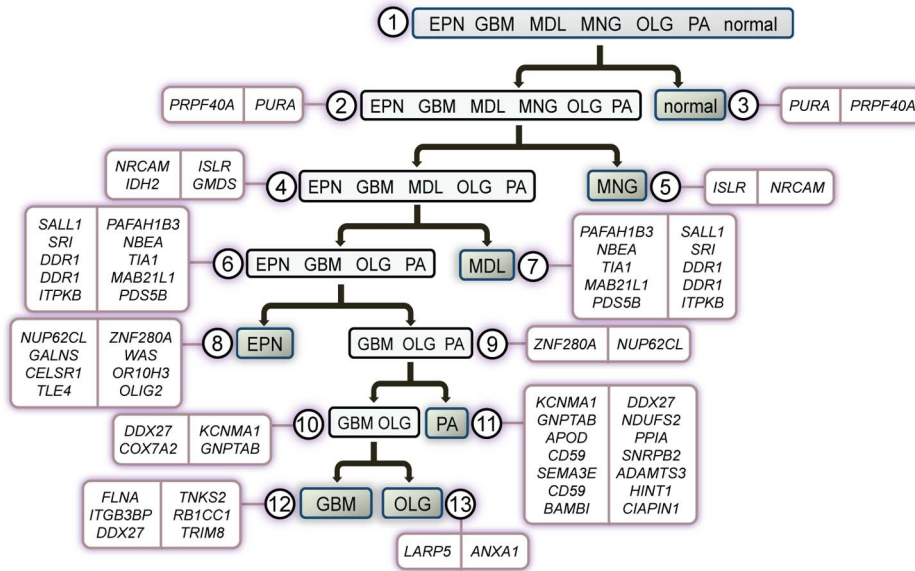 1 EPN GBM MDL MNG OLG PA normal
PRPF40A PURA 2 EPN GBM MDL MNG OLG PA normal 3 PURA PRPF40A
NRCAM ISLR
IDH2 GMDS
4 EPN GBM MDL OLG PA MNG 5 ISLR NRCAM
SALL1 PAFAH1B3
SRI NBEA
DDR1 TIA1
DDR1 MAB21L1
ITPKB PDS5B
6 EPN GBM OLG PA MDL 7
PAFAH1B3 SALL1
NBEA SRI
TIA1 DDR1
MAB21L1 DDR1
PDS5B ITPKB
NUP62CL ZNF280A
GALNS WAS
CELSR1 OR10H3
TLE4 OLIG2
8 EPN GBM OLG PA 9 ZNF280A NUP62CL
DDX27 KCNMA1
COX7A2 GNPTAB
10 GBM OLG PA 11
KCNMA1 DDX27
GNPTAB NDUFS2
APOD PPIA
CD59 SNRPB2
SEMA3E ADAMTS3
CD59 HINT1
BAMBI CIAPIN1
FLNA TNKS2
ITGB3BP RB1CC1
DDX27 TRIM8
12 GBM OLG 13
LARP5 ANXA1